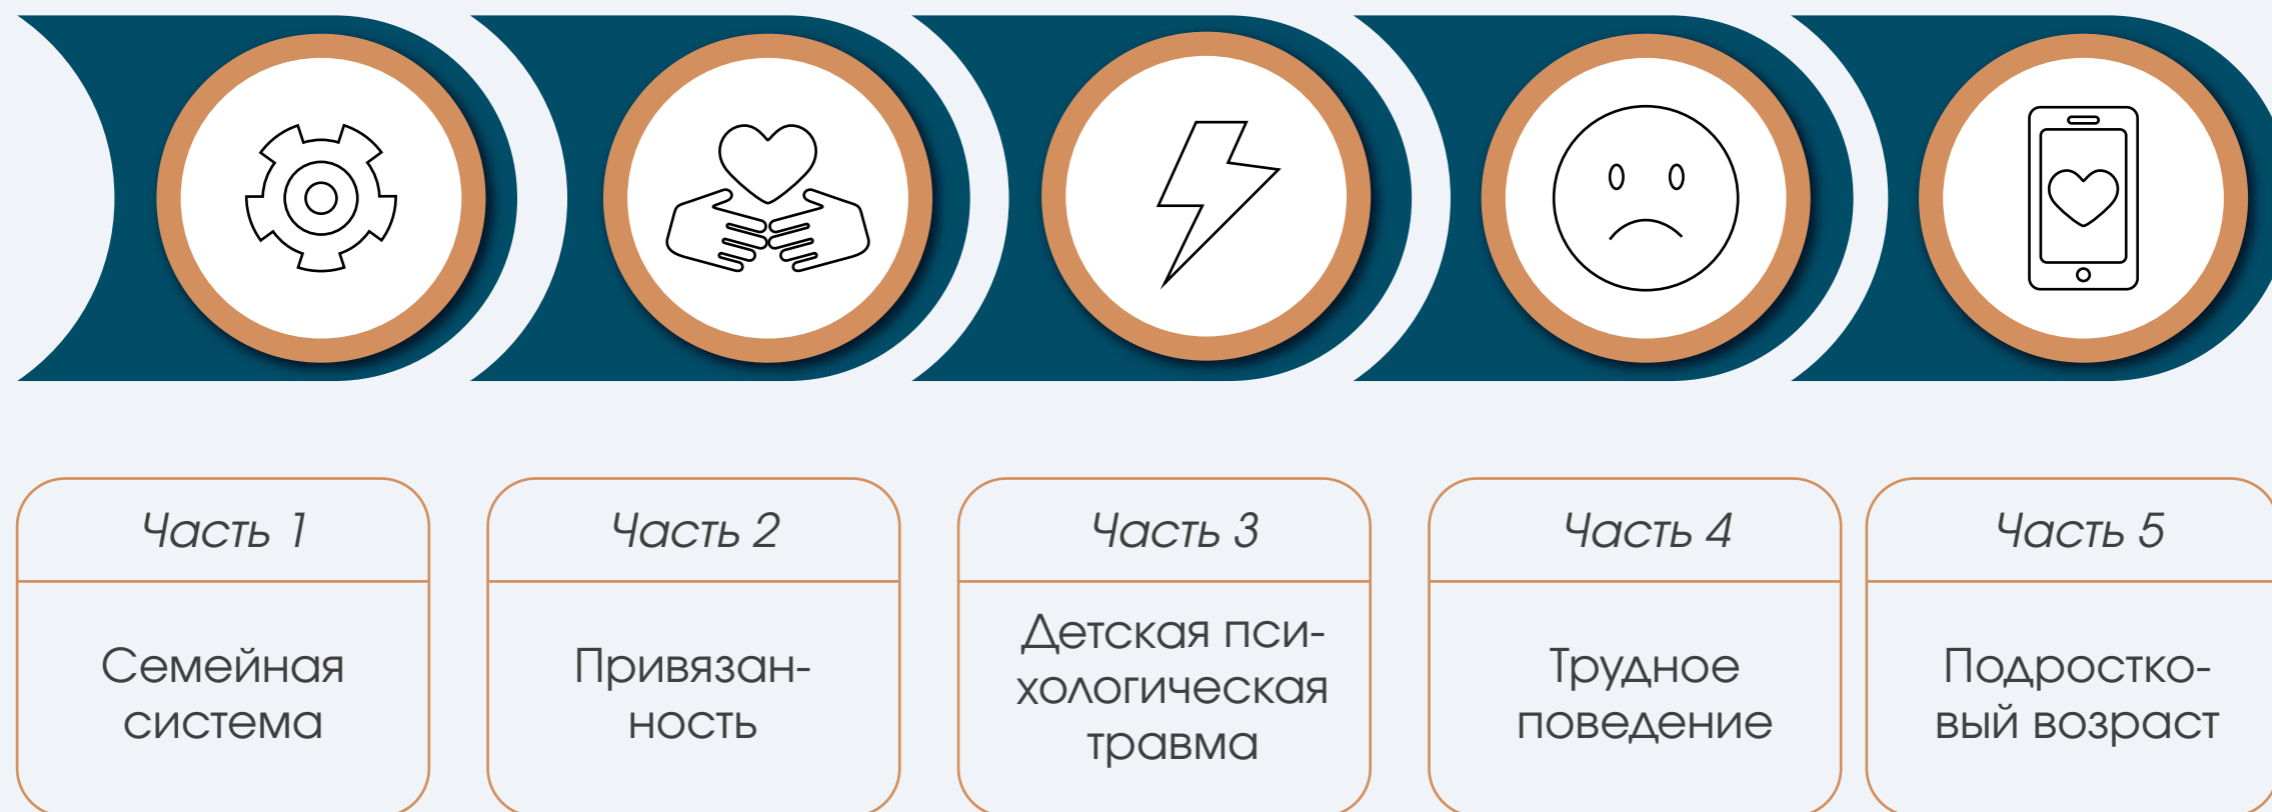 Часть 1
Семейная
система
Часть 2
Привязан-
ность
Часть 3
Детская пси-
хологическая
травма
Часть 4
Трудное
поведение
Часть 5
Подростко-
вый возраст